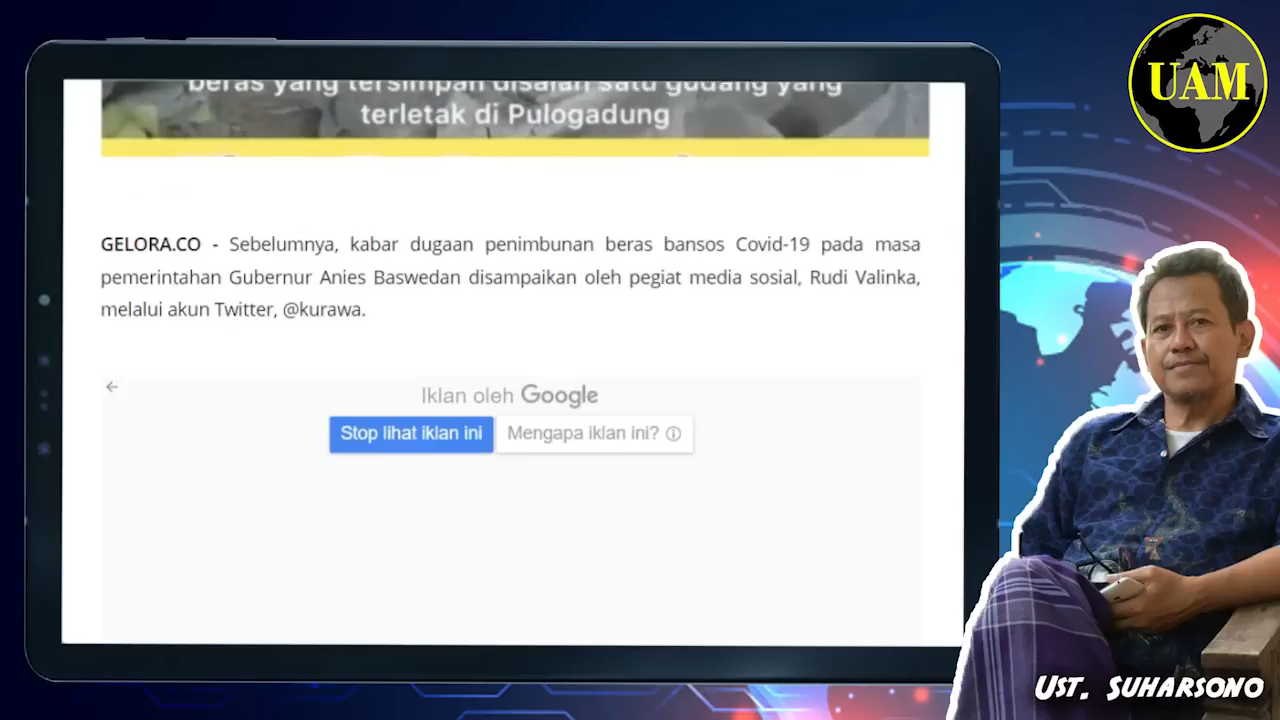 beras yang tersimpan disalah satu gudang yang
terletak di Pulogadung
UAM
GELORA.CO - Sebelumnya, kabar dugaan penimbunan beras bansos Covid-19 pada masa
pemerintahan Gubernur Anies Baswedan disampaikan oleh pegiat media sosial, Rudi Valinka,
melalui akun Twitter, @kurawa.
Iklan oleh Google
Stop lihat iklan ini
Mengapa iklan ini?
UST. SUHARSONO